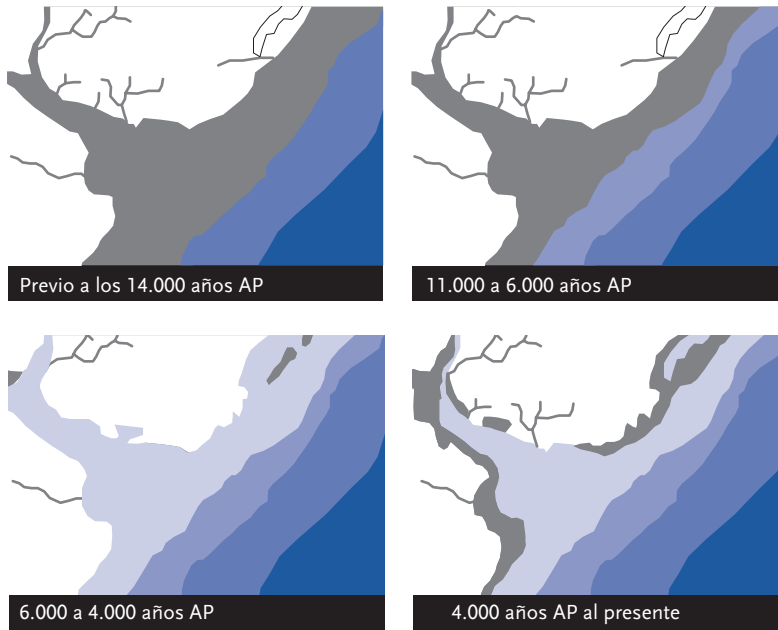 Previo a los 14.000 años AP
11.000 a 6.000 años AP
6.000 a 4.000 años AP
4.000 años AP al presente